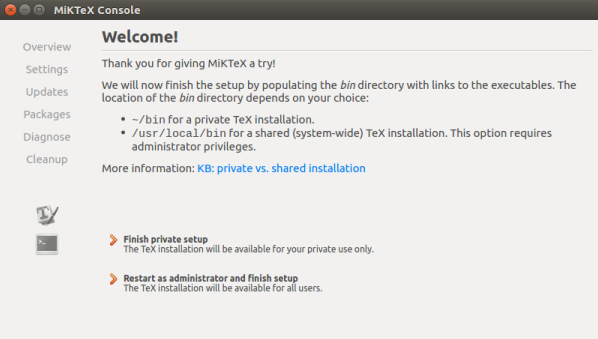 MiKTeX Console
Welcome!
Overview
Settings
Updates
Packages
Diagnose
Cleanup
Thank you for giving MiKTeX a try!
We will now finish the setup by populating the bin directory with links to the executables. The
location of the bin directory depends on your choice:
• ~/bin for a private TeX installation.
• /usr/local/bin for a shared (system-wide) TeX installation. This option requires
administrator privileges.
More information: KB: private vs. shared installation
Finish private setup
The TeX installation will be available for your private use only.
Restart as administrator and finish setup
The TeX installation will be available for all users.